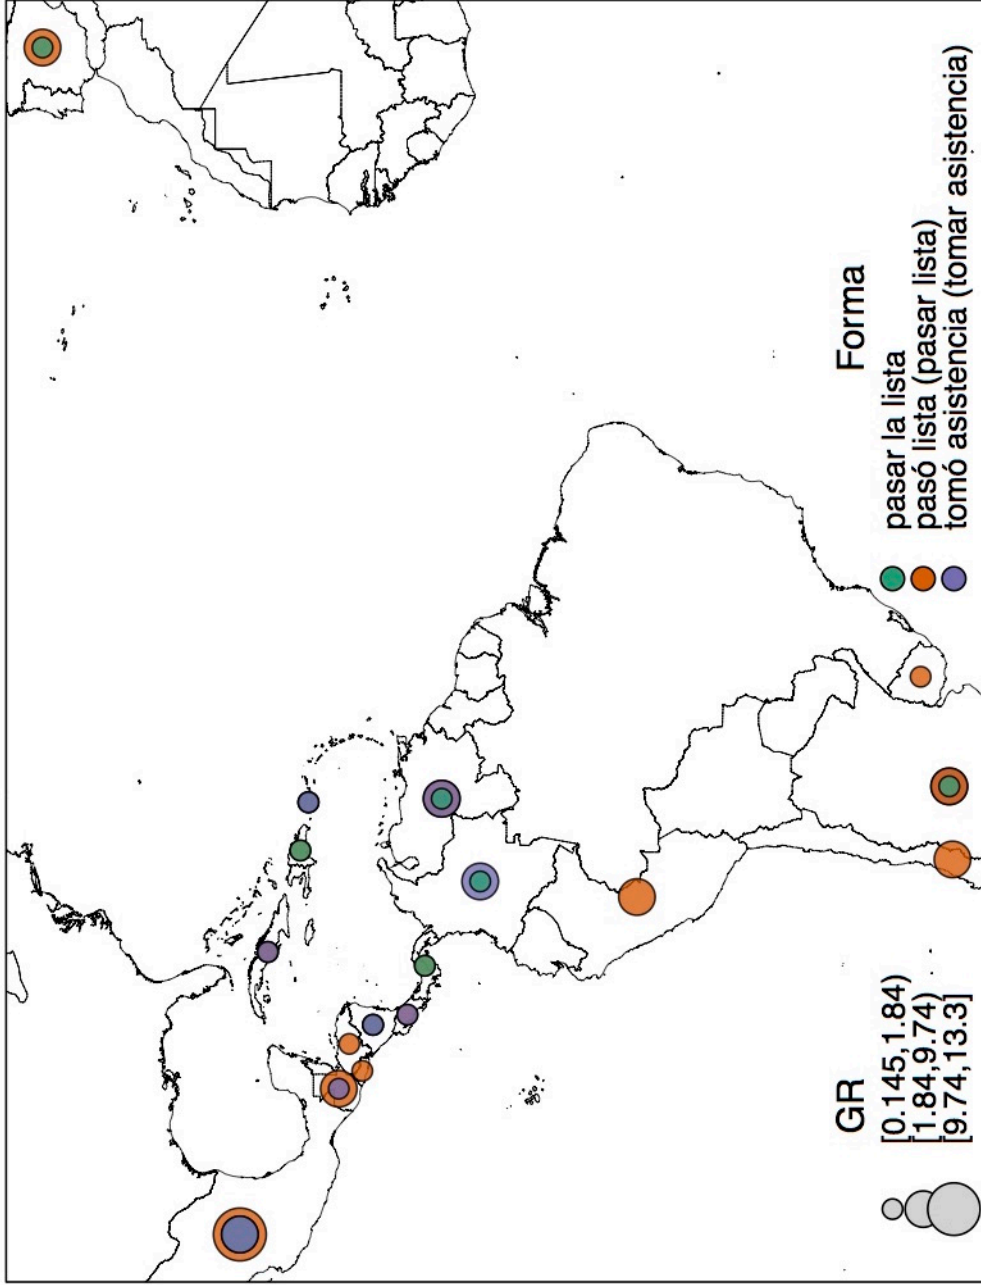 GR
[0.145,1.84)
[1.84,9.74)
[9.74,13.3]
Forma
pasar la lista
pasó lista (pasar lista)
tomó asistencia (tomar asistencia)